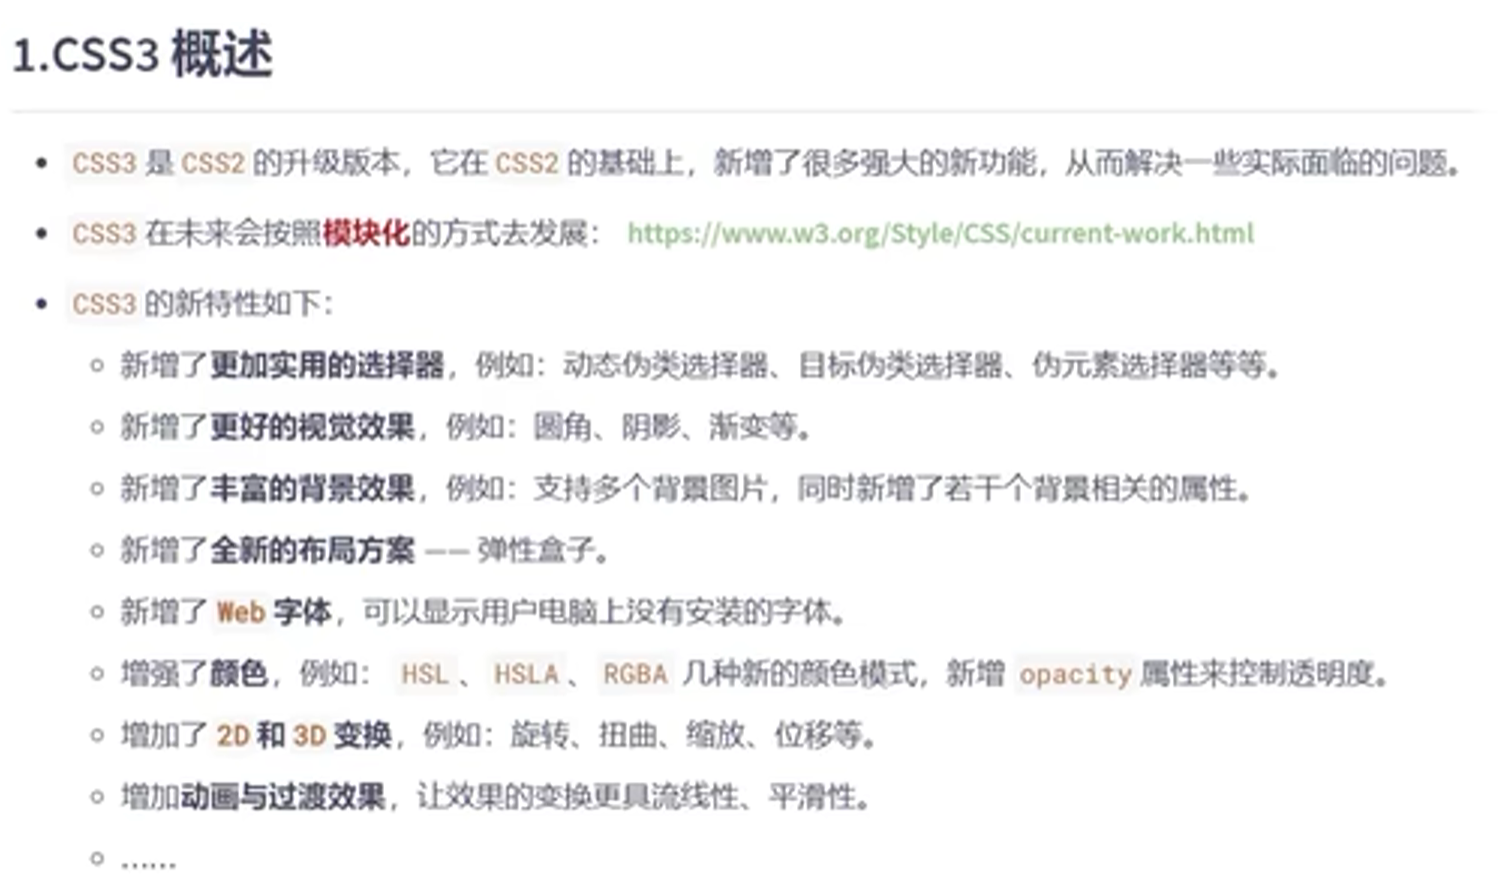 1.CSS3 概述
CSS3 是 CSS2 的升级版本，它在 CSS2 的基础上，新增了很多强大的新功能，从而解决一些实际面临的问题。
CSS3 在未来会按照模块化的方式去发展： https://www.w3.org/Style/CSS/current-work.html
CSS3 的新特性如下：
新增了更加实用的选择器，例如：动态伪类选择器、目标伪类选择器、伪元素选择器等等。
新增了更好的视觉效果，例如：圆角、阴影、渐变等。
新增了丰富的背景效果，例如：支持多个背景图片，同时新增了若干个背景相关的属性。
新增了全新的布局方案 —— 弹性盒子。
新增了 Web 字体，可以显示用户电脑上没有安装的字体。
增强了颜色，例如： HSL 、 HSLA 、 RGBA 几种新的颜色模式，新增 opacity 属性来控制透明度。
增加了 2D 和 3D 变换，例如：旋转、扭曲、缩放、位移等。
增加动画与过渡效果，让效果的变换更具流线性、平滑性。
……